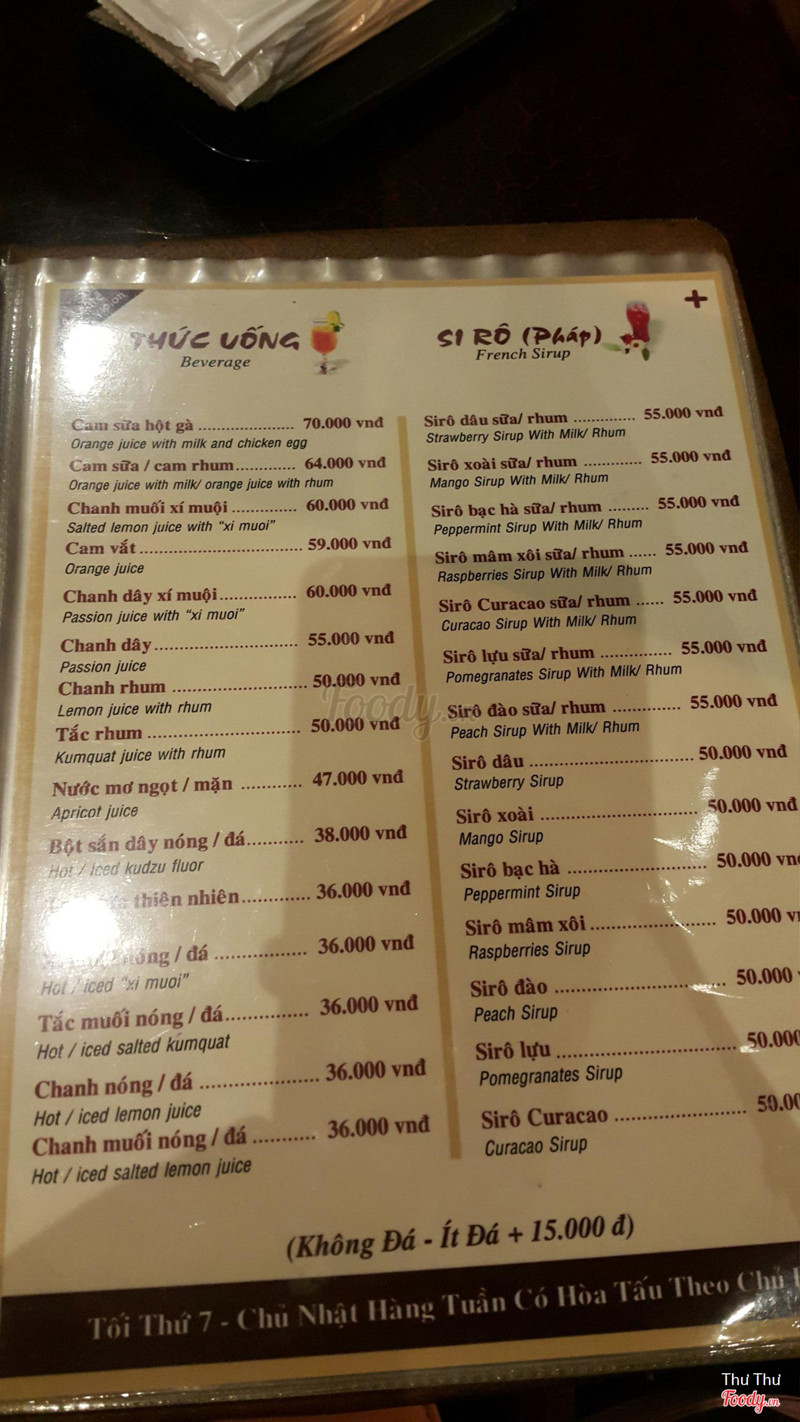 THỨC UỐNG
Beverage
Cam sữa hột gà .................... 70.000 vnđ
Orange juice with milk and chicken egg
Cam sữa / cam rhum............ 64.000 vnđ
Orange juice with milk/ orange juice with rhum
Chanh muối xí muội ............. 60.000 vnđ
Salted lemon juice with “xi muoi”
Cam vắt................................. 59.000 vnđ
Orange juice
Chanh dây xí muội............... 60.000 vnđ
Passion juice with “xi muoi”
Chanh dây............................ 55.000 vnđ
Passion juice
Chanh rhum ........................ 50.000 vnđ
Lemon juice with rhum
Tắc rhum ........................... 50.000 vnđ
Kumquat juice with rhum
Nước mơ ngọt / mặn ........... 47.000 vnđ
Apricot juice
Bột sắn dây nóng / đá.......... 38.000 vnđ
Hot / iced kudzu fluor
thiên nhiên............ 36.000 vnđ
nóng / đá .................. 36.000 vnđ
Hot / iced “xi muoi”
Tắc muối nóng / đá............... 36.000 vnđ
Hot / iced salted kumquat
Chanh nóng / đá .................... 36.000 vnđ
Hot / iced lemon juice
Chanh muối nóng / đá ........... 36.000 vnđ
Hot / iced salted lemon juice
SI RÔ (Pháp)
French Sirup
Sirô dâu sữa/ rhum .............. 55.000 vnđ
Strawberry Sirup With Milk/ Rhum
Sirô xoài sữa/ rhum ............. 55.000 vnđ
Mango Sirup With Milk/ Rhum
Sirô bạc hà sữa/ rhum .......... 55.000 vnđ
Peppermint Sirup With Milk/ Rhum
Sirô mâm xôi sữa/ rhum ...... 55.000 vnđ
Raspberries Sirup With Milk/ Rhum
Sirô Curacao sữa/ rhum ...... 55.000 vnđ
Curacao Sirup With Milk/ Rhum
Sirô lựu sữa/ rhum ............... 55.000 vnđ
Pomegranates Sirup With Milk/ Rhum
Sirô đào sữa/ rhum .............. 55.000 vnđ
Peach Sirup With Milk/ Rhum
Sirô dâu ................................ 50.000 vnđ
Strawberry Sirup
Sirô xoài ............................... 50.000 vnđ
Mango Sirup
Sirô bạc hà ........................... 50.000 vnđ
Peppermint Sirup
Sirô mâm xôi ........................ 50.000
Raspberries Sirup
Sirô đào ................................ 50.000
Peach Sirup
Sirô lựu ................................ 50.000
Pomegranates Sirup
Sirô Curacao ........................ 50.00
Curacao Sirup
(Không Đá - Ít Đá + 15.000 đ)
Tối Thứ 7 - Chủ Nhật Hàng Tuần Có Hòa Tấu Theo Chủ
Foody.vn
Thư Thư
Foody.vn